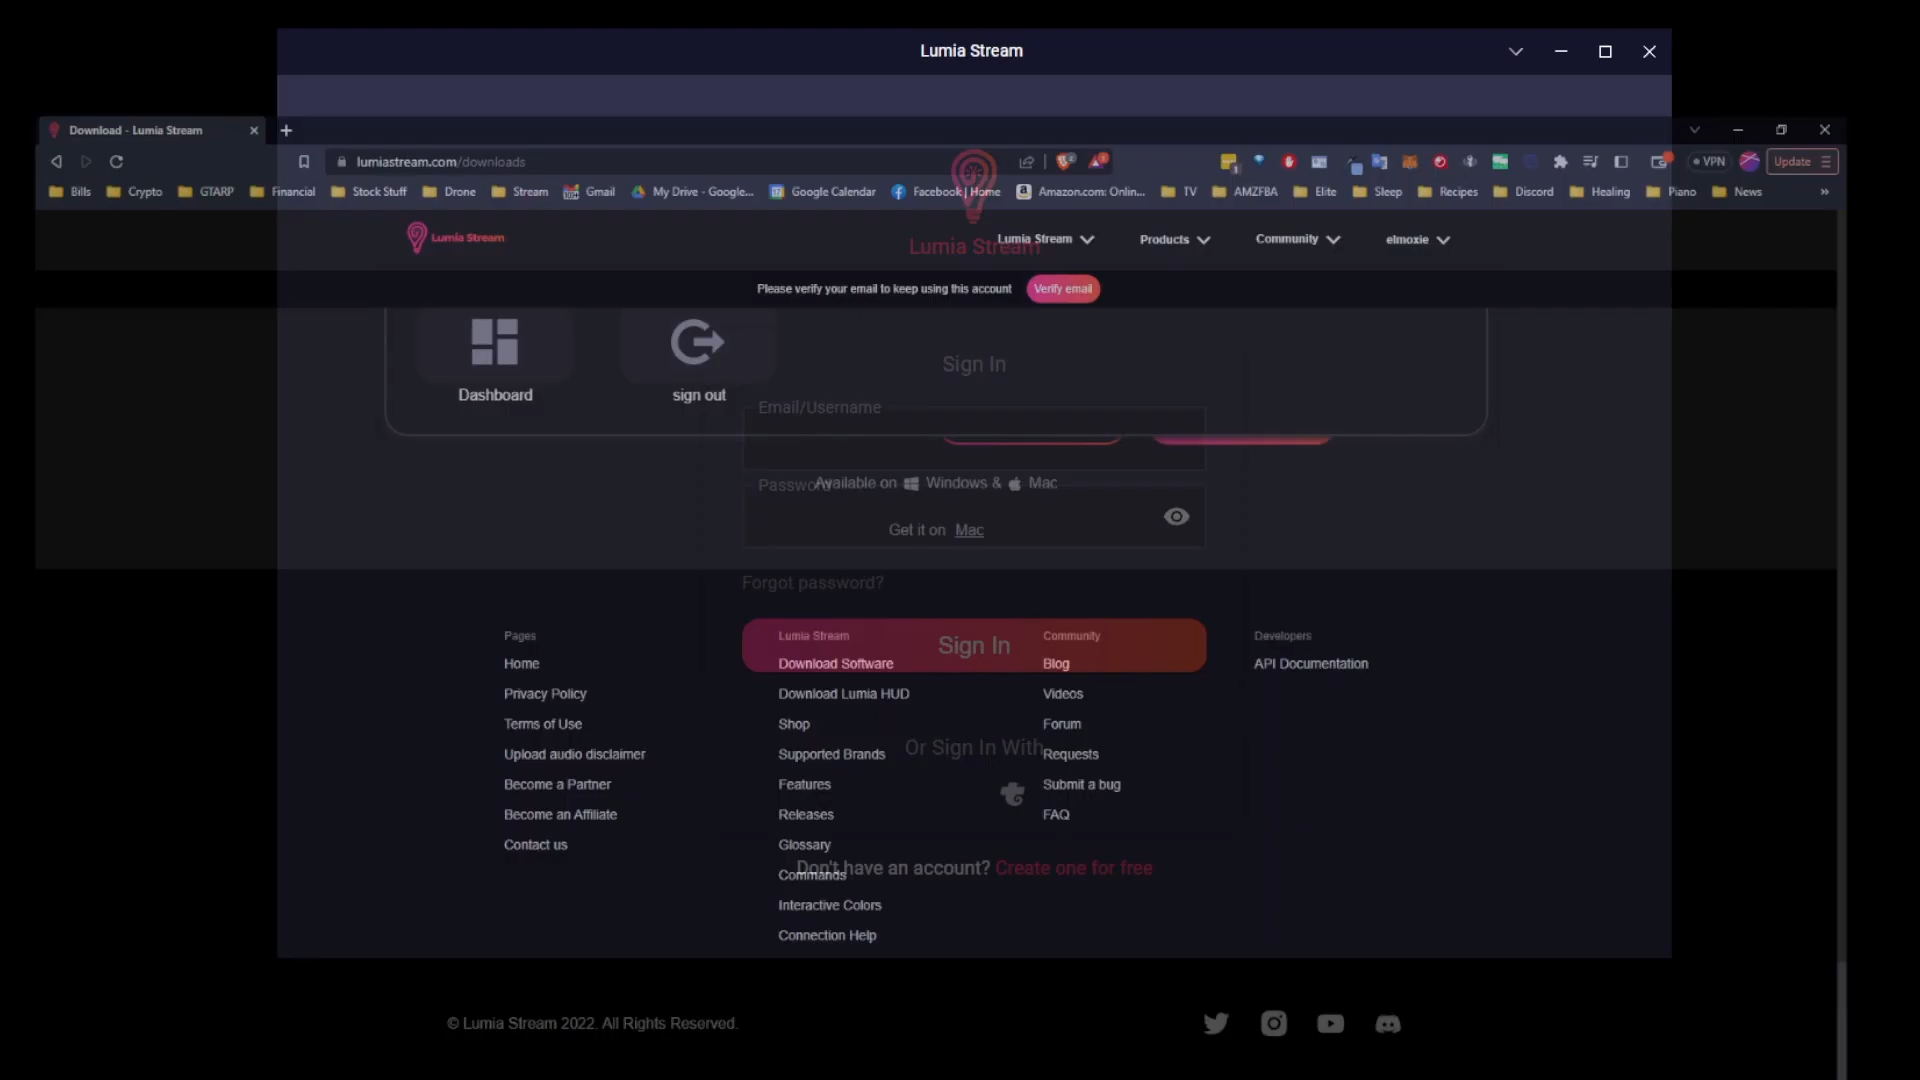 Lumia Stream
Download - Lumia Stream
lumiastream.com/downloads
VPN
Update
Bills
Crypto
GTARP
Financial
Stock Stuff
Drone
Stream
Gmail
My Drive - Google...
Google Calendar
Facebook | Home
Amazon.com: Onlin...
TV
AMZFBA
Elite
Sleep
Recipes
Discord
Healing
Piano
News
»
Lumia Stream
Lumia Stream
Lumia Stream
Products
Community
elmoxie
Please verify your email to keep using this account
Verify email
Sign In
Dashboard
sign out
Email/Username
Password
Available on Windows & Mac
Get it on Mac
Forgot password?
Sign In
Pages
Home
Privacy Policy
Terms of Use
Upload audio disclaimer
Become a Partner
Become an Affiliate
Contact us
Lumia Stream
Download Software
Download Lumia HUD
Shop
Supported Brands
Features
Releases
Glossary
Commands
Interactive Colors
Connection Help
Community
Blog
Videos
Forum
Requests
Submit a bug
FAQ
Developers
API Documentation
Or Sign In With
Don't have an account? Create one for free
© Lumia Stream 2022. All Rights Reserved.